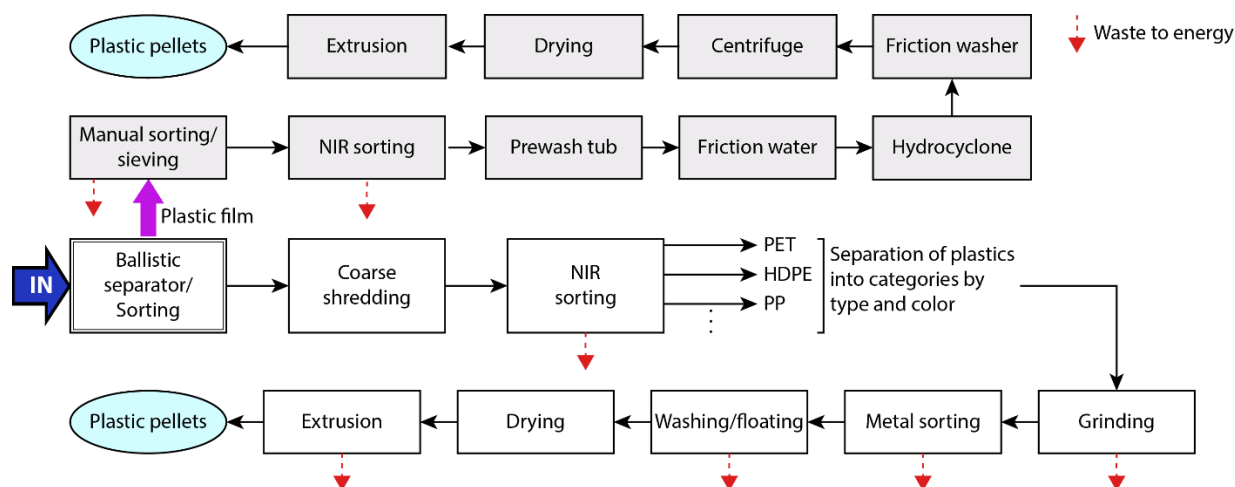 Plastic pellets
Extrusion
Drying
Centrifuge
Friction washer
Waste to energy
Manual sorting/
sieving
NIR sorting
Prewash tub
Friction water
Hydrocyclone
Plastic film
IN
Ballistic
separator/
Sorting
Coarse
shredding
NIR
sorting
PET
HDPE
PP
Separation of plastics
into categories by
type and color
Plastic pellets
Extrusion
Drying
Washing/floating
Metal sorting
Grinding